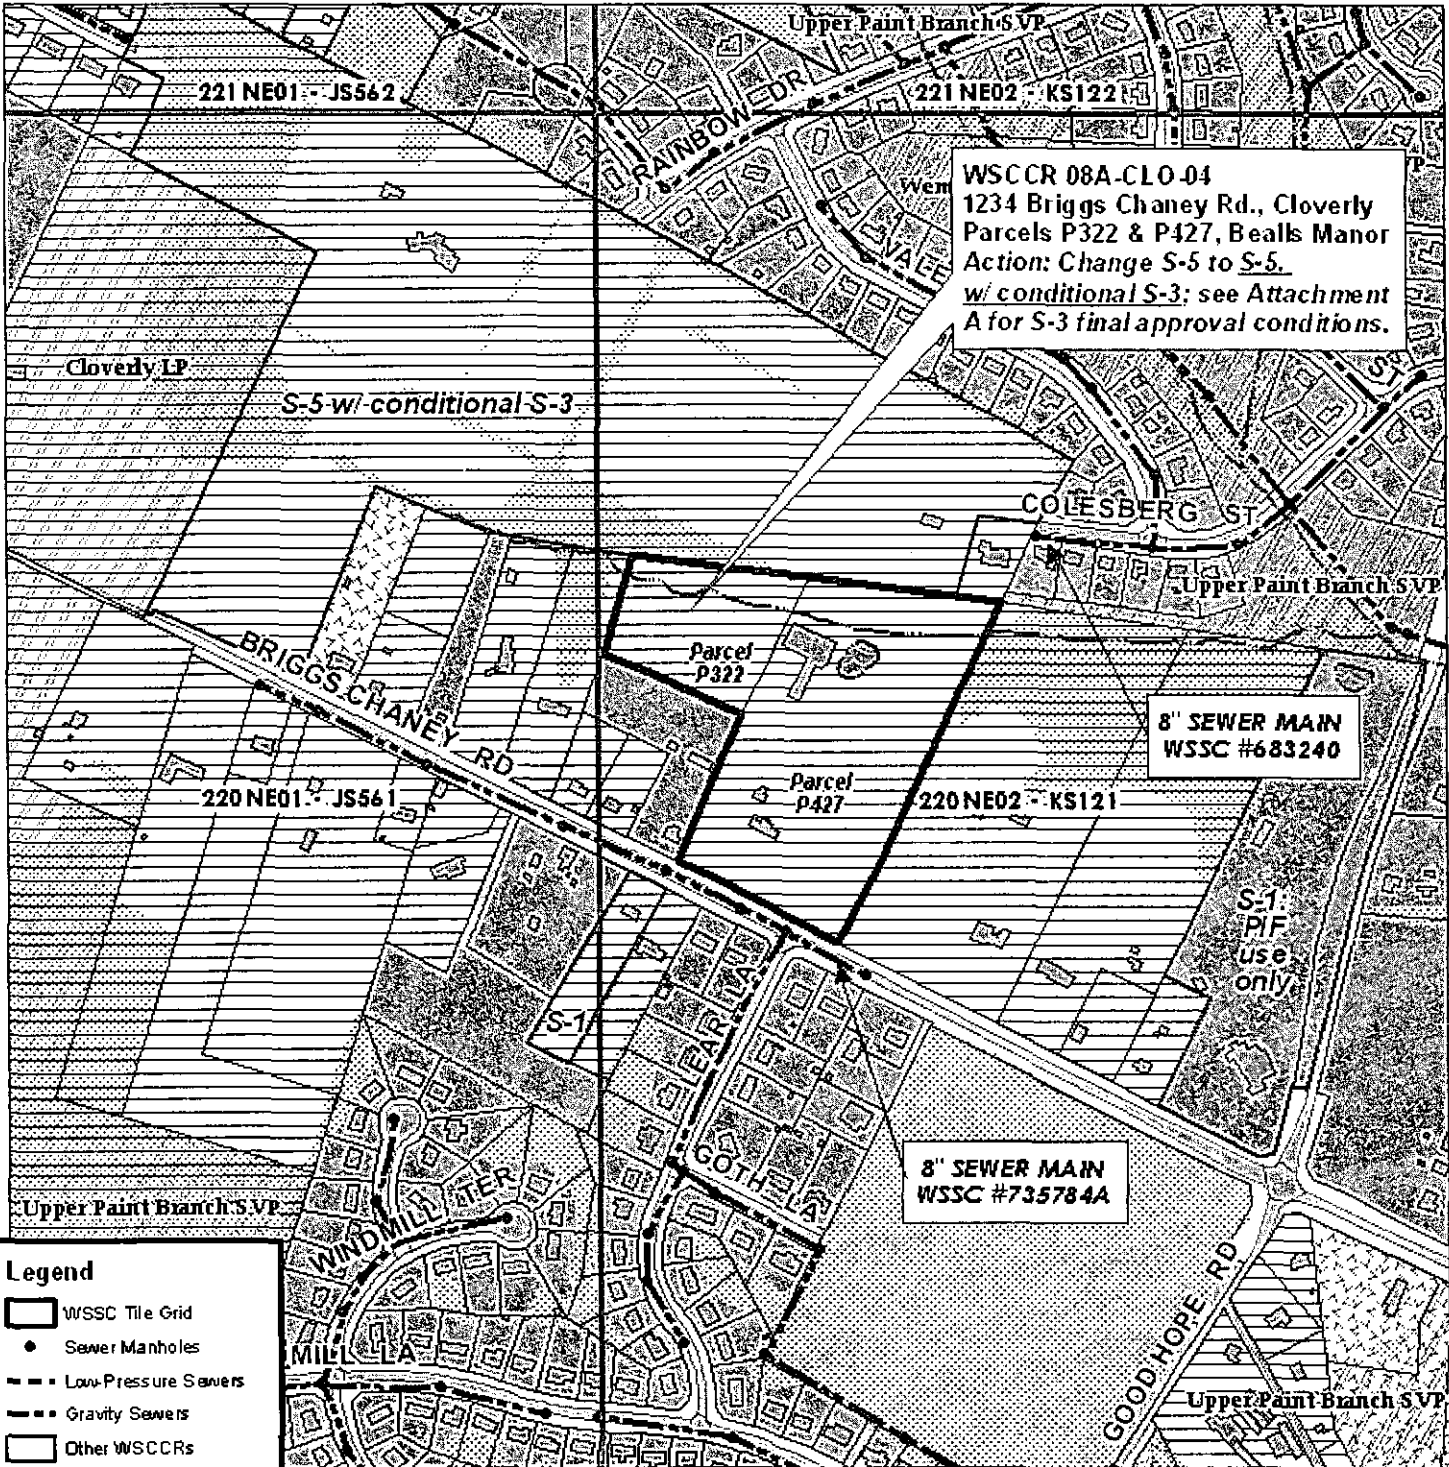 Upper Paint Branch SVP
221 NE01 - JS562
221 NE02 - KS122
RAINBOW DR
WSCCR 08A-CLO-04
1234 Briggs Chaney Rd., Cloverly
Parcels P322 & P427, Bealls Manor
Action: Change S-5 to S-5,
w/ conditional S-3; see Attachment
A for S-3 final approval conditions.
VALE
ST
Cloverly LP
S-5 w/ conditional S-3
COLESBERG ST
Upper Paint Branch SVP
BRIGGS CHANEY RD
Parcel
P322
8" SEWER MAIN
WSSC #683240
Parcel
P427
220 NE01 - JS561
220 NE02 - KS121
S-1:
PIF
use
only
S-1
LEAR LA
GOTH LA
8" SEWER MAIN
WSSC #735784A
Upper Paint Branch SVP
WINDMILL TER
MILL LA
GOOD HOPE RD
Upper Paint Branch SVP
Legend
WSSC Tile Grid
Sewer Manholes
Low-Pressure Sewers
Gravity Sewers
Other WSCCRs